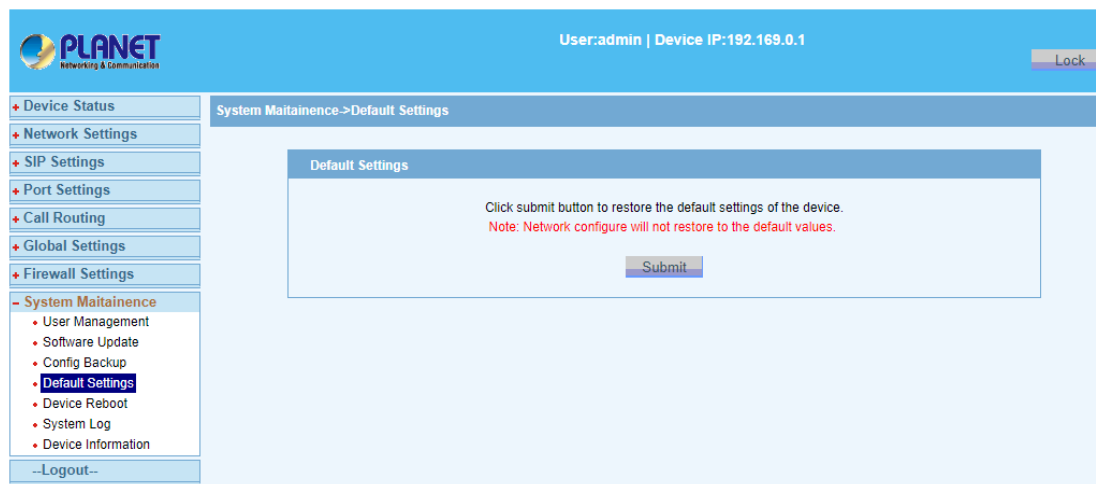 PLANET
Networking & Communication
User:admin | Device IP:192.169.0.1
Lock
Device Status
Network Settings
SIP Settings
Port Settings
Call Routing
Global Settings
Firewall Settings
System Maitainence
User Management
Software Update
Config Backup
Default Settings
Device Reboot
System Log
Device Information
--Logout--
System Maitainence->Default Settings
Default Settings
Click submit button to restore the default settings of the device.
Note: Network configure will not restore to the default values.
Submit